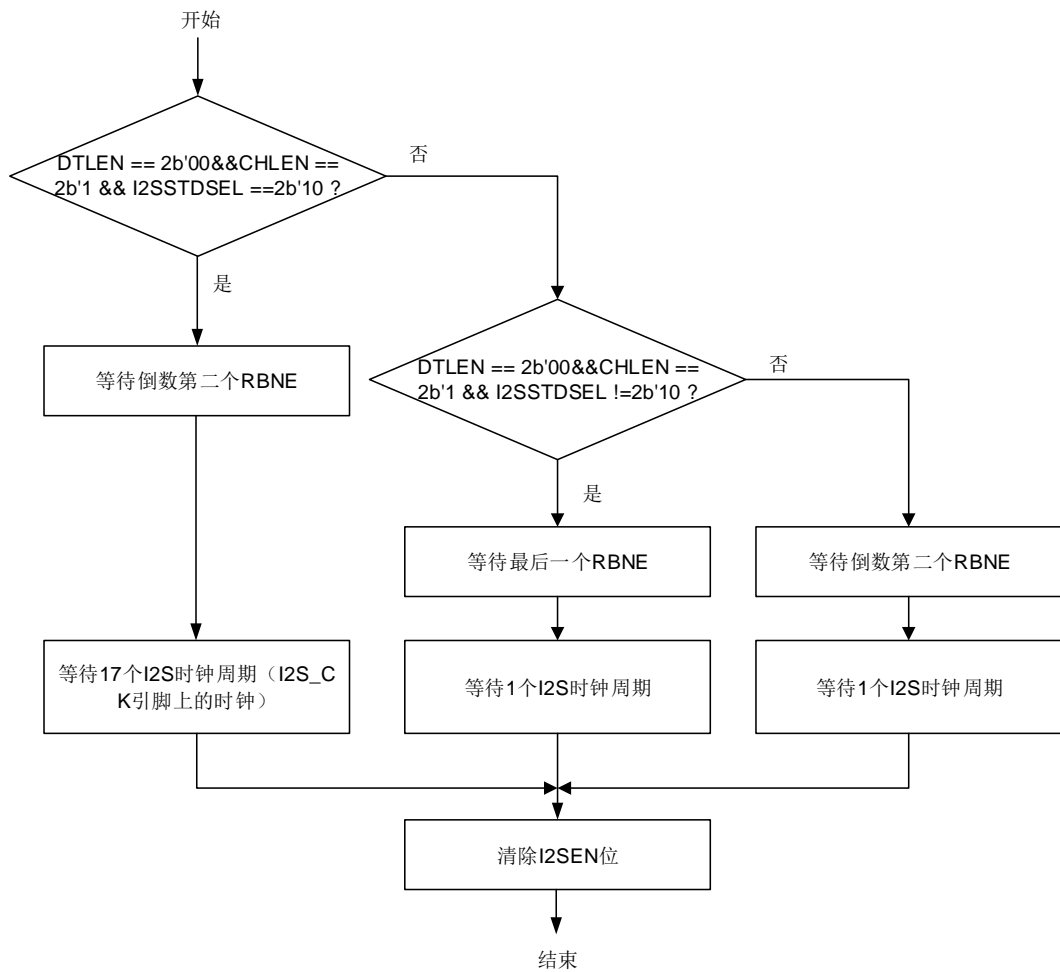 开始
DTLEN == 2b'00&&CHLEN ==
2b'1 && I2SSTDSEL ==2b'10 ?
否
是
DTLEN == 2b'00&&CHLEN ==
2b'1 && I2SSTDSEL !=2b'10 ?
否
等待倒数第二个RBNE
是
等待最后一个RBNE
等待倒数第二个RBNE
等待17个I2S时钟周期（I2S_C
K引脚上的时钟）
等待1个I2S时钟周期
等待1个I2S时钟周期
清除I2SEN位
结束